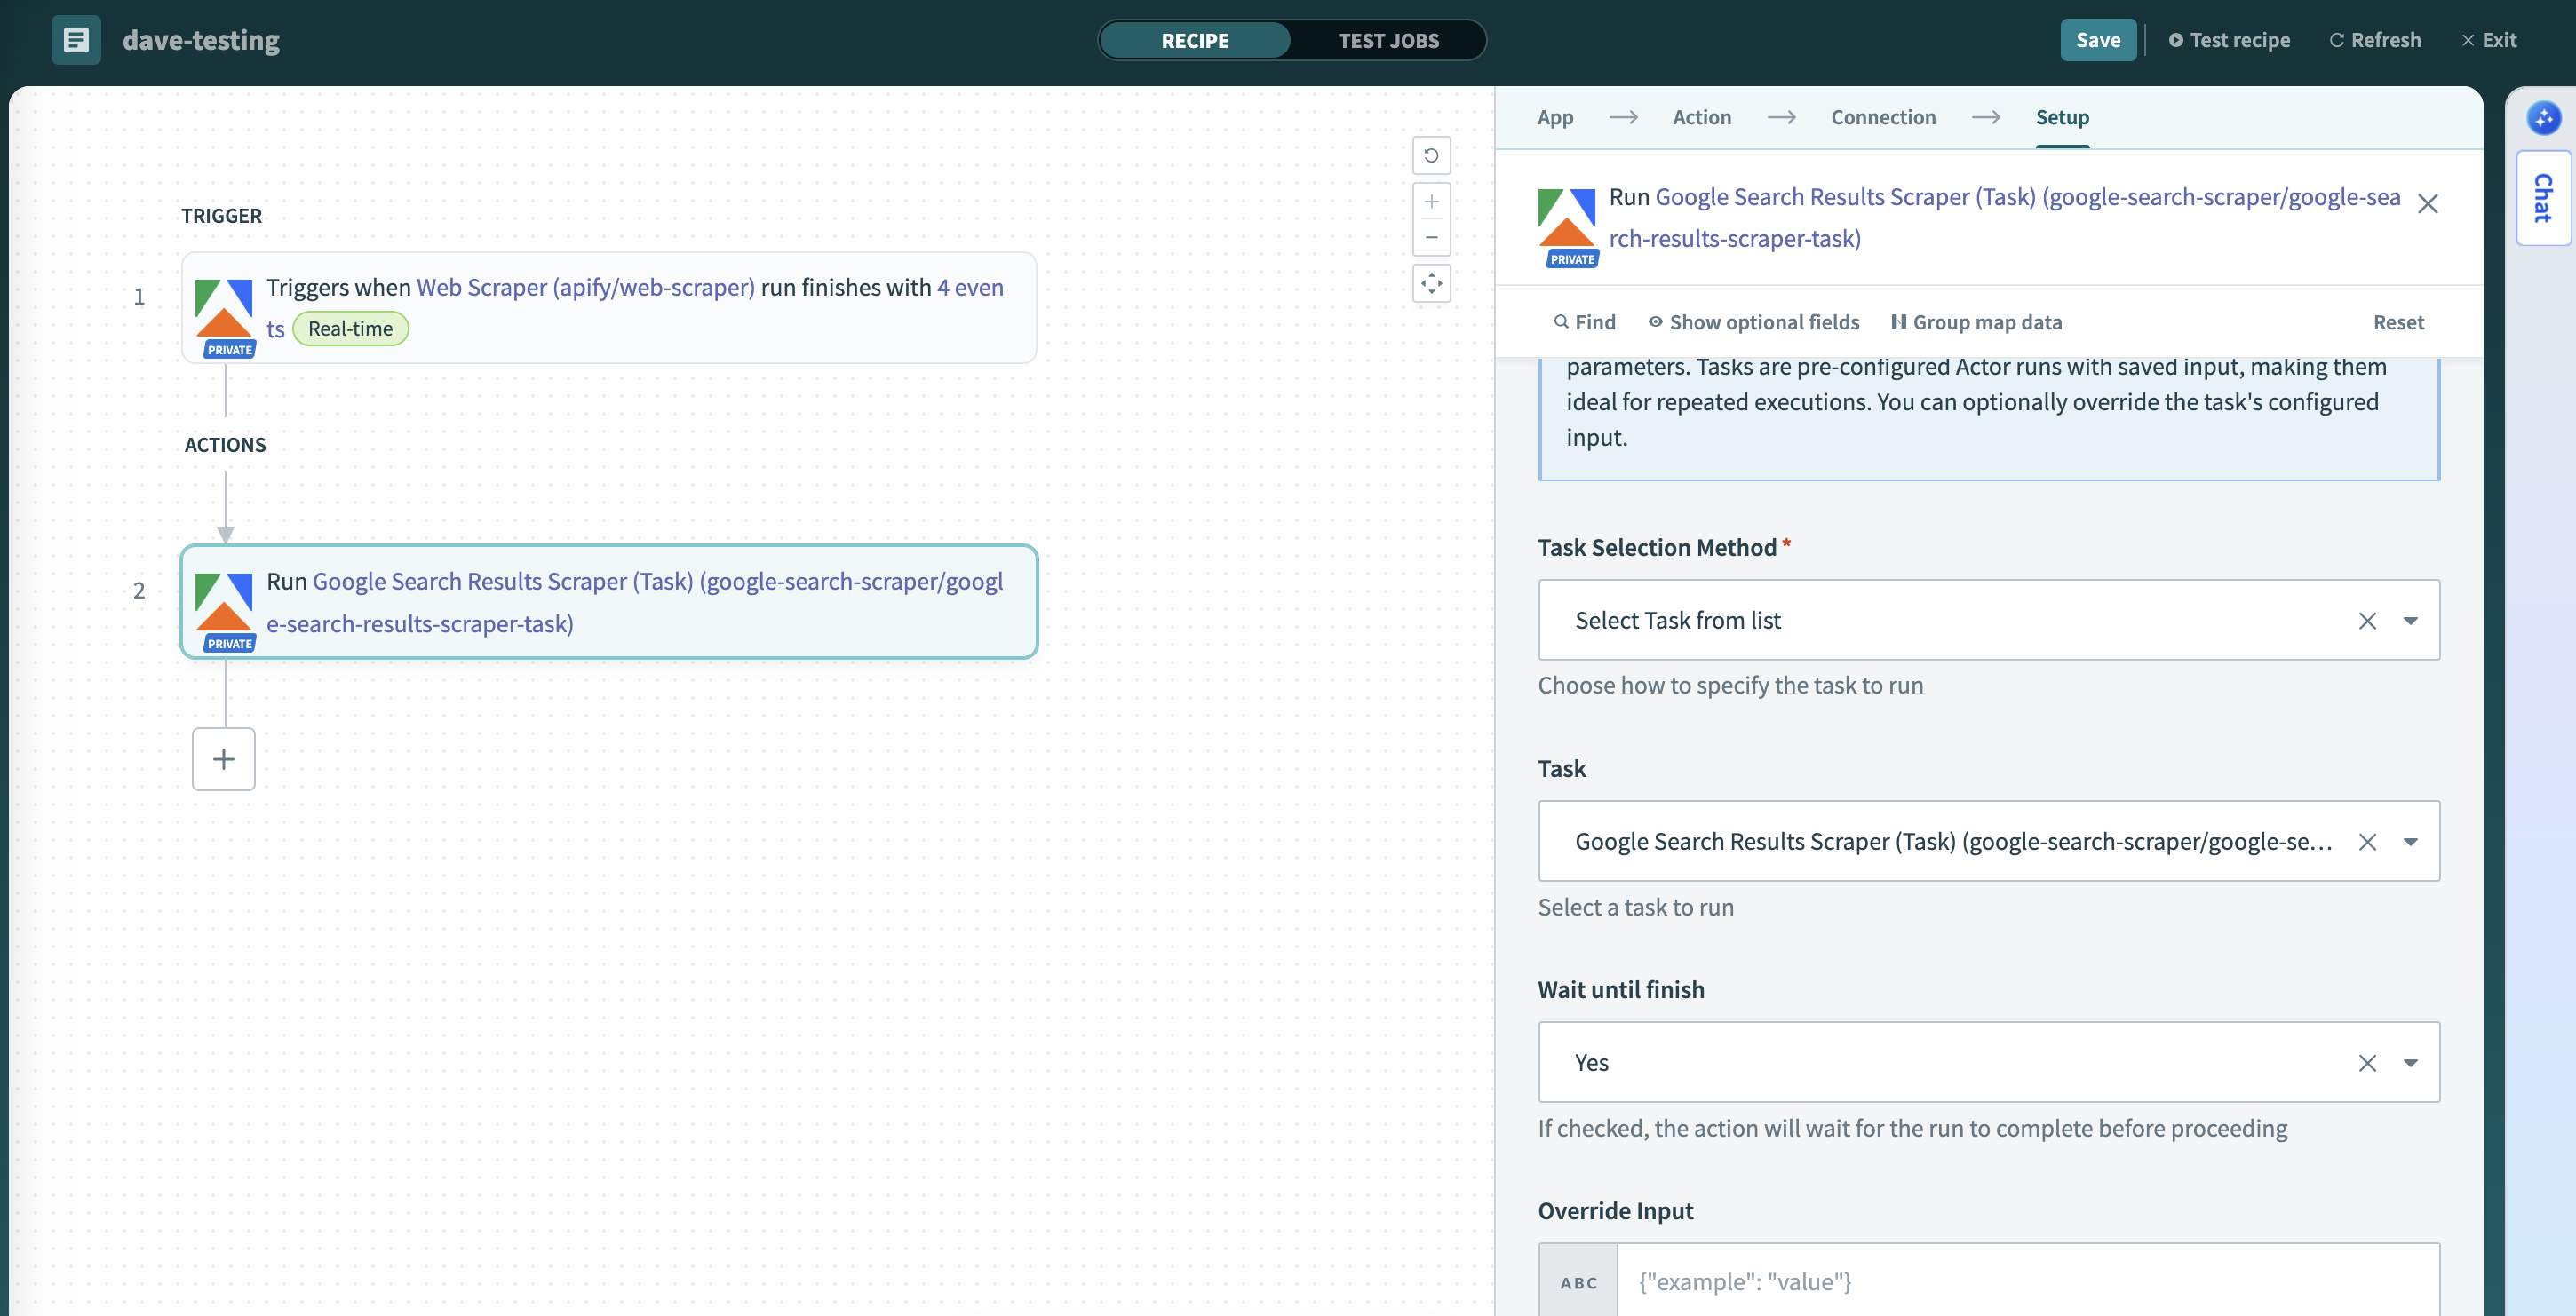 dave-testing
RECIPE
TEST JOBS
Save
Test recipe
Refresh
Exit
TRIGGER
1
Triggers when Web Scraper (apify/web-scraper) run finishes with 4 even
ts Real-time
PRIVATE
ACTIONS
2
Run Google Search Results Scraper (Task) (google-search-scraper/googl
e-search-results-scraper-task)
PRIVATE
App
Action
Connection
Setup
Run Google Search Results Scraper (Task) (google-search-scraper/google-sea
rch-results-scraper-task)
PRIVATE
Find
Show optional fields
Group map data
Reset
parameters. Tasks are pre-configured Actor runs with saved input, making them
ideal for repeated executions. You can optionally override the task's configured
input.
Task Selection Method*
Select Task from list
Choose how to specify the task to run
Task
Google Search Results Scraper (Task) (google-search-scraper/google-se...
Select a task to run
Wait until finish
Yes
If checked, the action will wait for the run to complete before proceeding
Override Input
ABC
{"example": "value"}
Chat